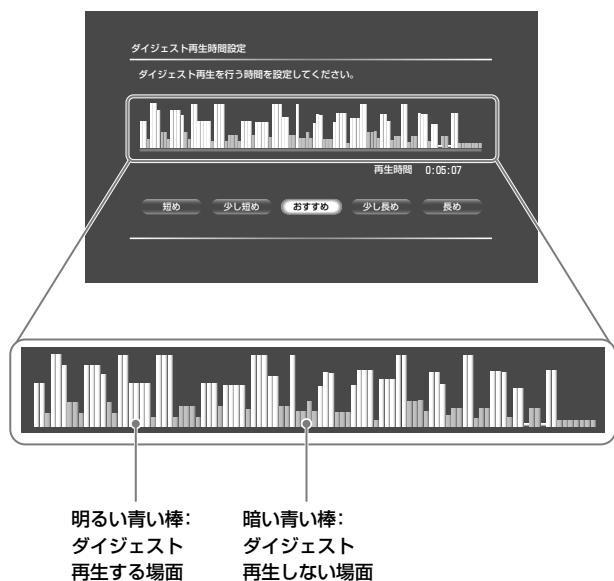 ダイジェスト再生時間設定
ダイジェスト再生を行う時間を設定してください。
再生時間 0:05:07
短め 少し短め おすすめ 少し長め 長め
明るい青い棒：
ダイジェスト
再生する場面
暗い青い棒：
ダイジェスト
再生しない場面